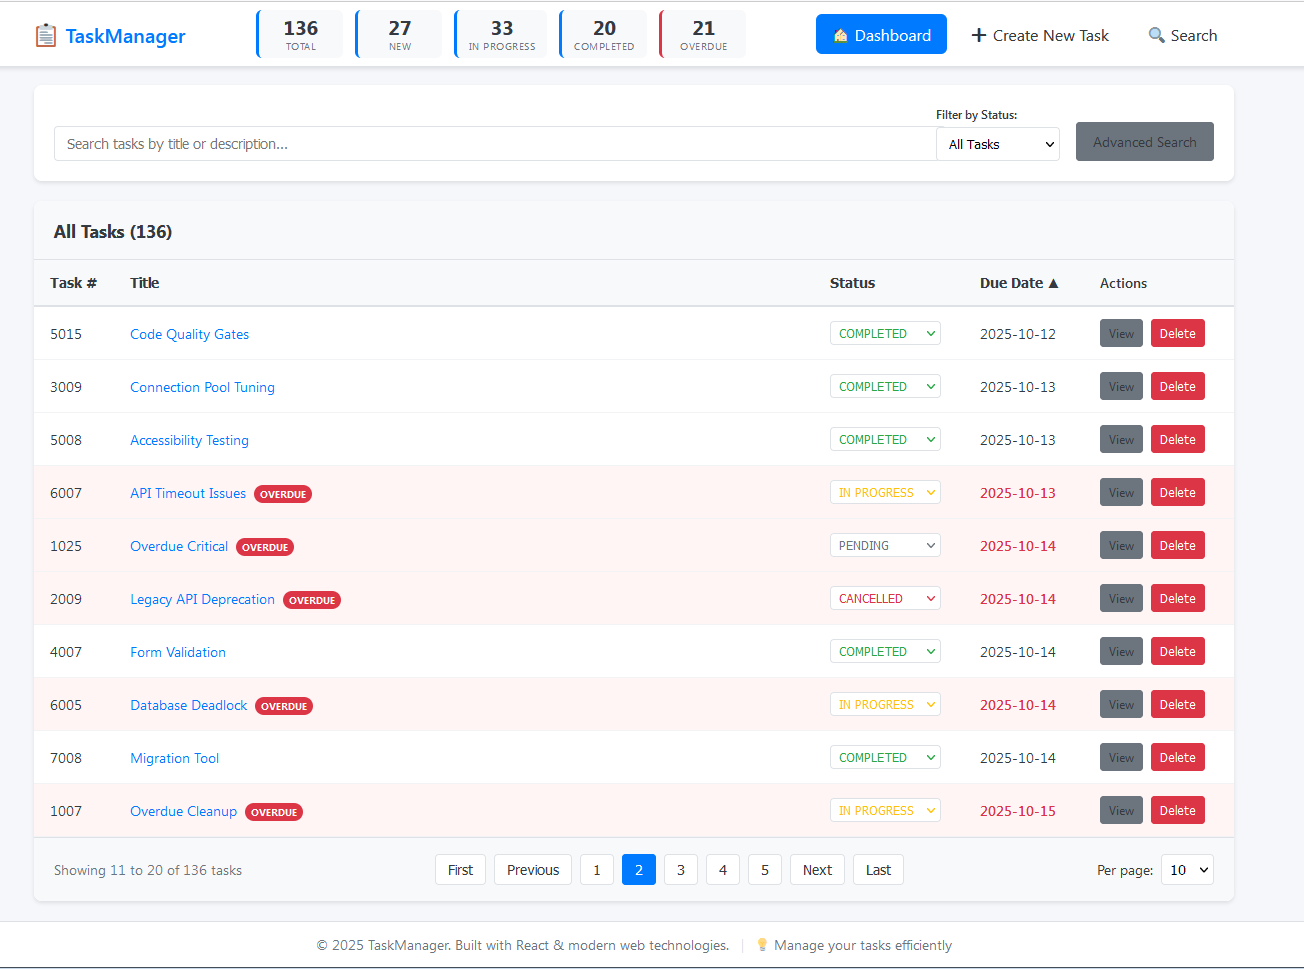 TaskManager
136 27 33 20 21
TOTAL NEW IN PROGRESS COMPLETED OVERDUE
Dashboard Create New Task Search
Filter by Status:
Search tasks by title or description... All Tasks Advanced Search
All Tasks (136)
Task # Title Status Due Date ▲ Actions
5015 Code Quality Gates COMPLETED 2025-10-12 View Delete
3009 Connection Pool Tuning COMPLETED 2025-10-13 View Delete
5008 Accessibility Testing COMPLETED 2025-10-13 View Delete
6007 API Timeout Issues OVERDUE IN PROGRESS 2025-10-13 View Delete
1025 Overdue Critical OVERDUE PENDING 2025-10-14 View Delete
2009 Legacy API Deprecation OVERDUE CANCELLED 2025-10-14 View Delete
4007 Form Validation COMPLETED 2025-10-14 View Delete
6005 Database Deadlock OVERDUE IN PROGRESS 2025-10-14 View Delete
7008 Migration Tool COMPLETED 2025-10-14 View Delete
1007 Overdue Cleanup OVERDUE IN PROGRESS 2025-10-15 View Delete
Showing 11 to 20 of 136 tasks First Previous 1 2 3 4 5 Next Last Per page: 10
© 2025 TaskManager. Built with React & modern web technologies. | Manage your tasks efficiently